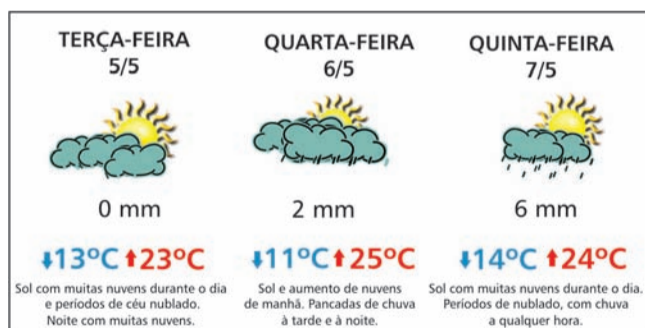 TERÇA-FEIRA
5/5
0 mm
13ºC 23ºC
Sol com muitas nuvens durante o dia
e períodos de céu nublado.
Noite com muitas nuvens.
QUARTA-FEIRA
6/5
2 mm
11ºC 25ºC
Sol e aumento de nuvens
de manhã. Pancadas de chuva
à tarde e à noite.
QUINTA-FEIRA
7/5
6 mm
14ºC 24ºC
Sol com muitas nuvens durante o dia.
Períodos de nublado, com chuva
a qualquer hora.